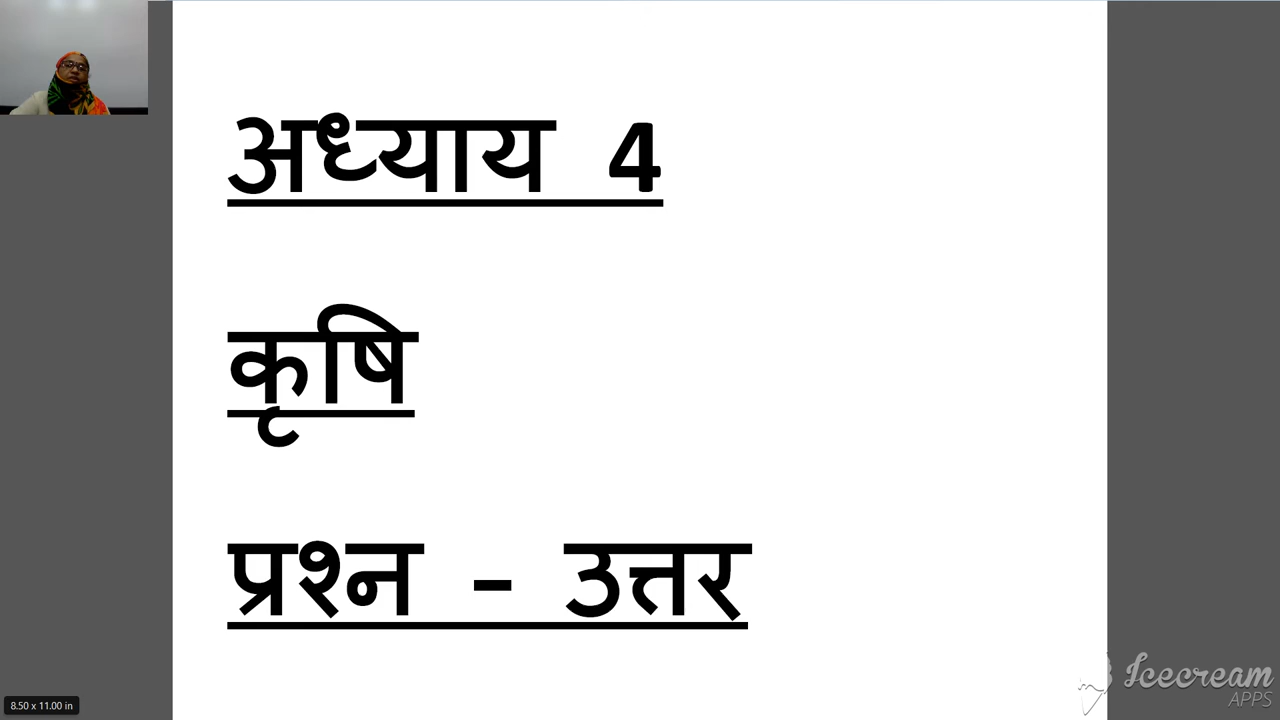 अध्याय 4
कृषि
प्रश्न - उत्तर
8.50 x 11.00 in
Icecream
APPS